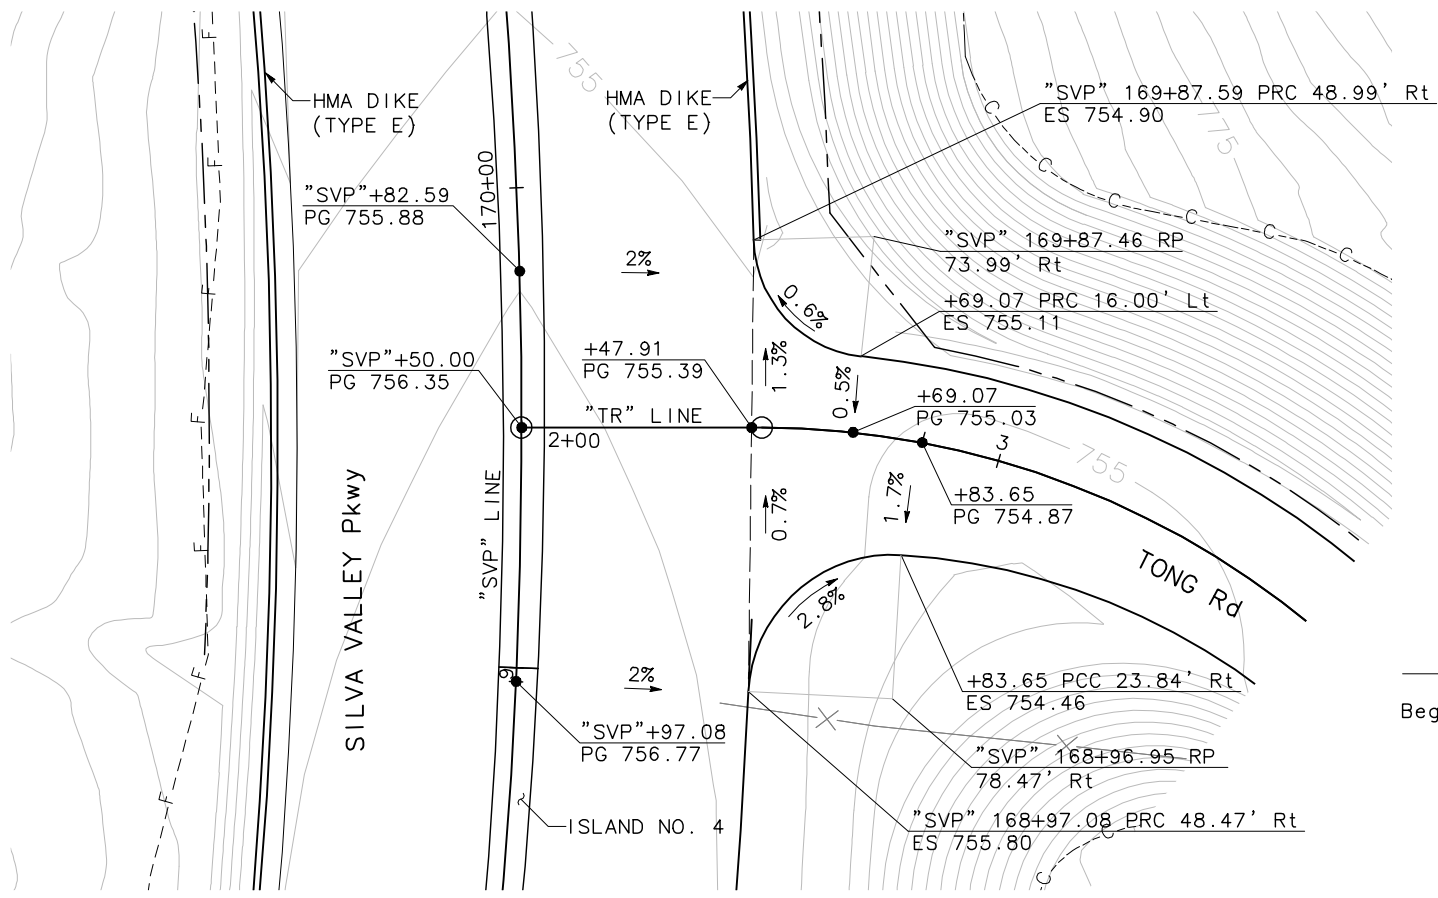 755
775
HMA DIKE
(TYPE E)
HMA DIKE
(TYPE E)
"SVP" 169+87.59 PRC 48.99' Rt
ES 754.90
170+00
"SVP"+82.59
PG 755.88
2%
"SVP" 169+87.46 RP
73.99' Rt
0.6%
+69.07 PRC 16.00' Lt
ES 755.11
"SVP"+50.00
PG 756.35
+47.91
PG 755.39
1.3%
0.5%
"TR" LINE
2+00
+69.07
PG 755.03
3
755
+83.65
PG 754.87
1.7%
0.7%
"SVP" LINE
SILVA VALLEY Pkwy
TONG Rd
2.8%
9
2%
+83.65 PCC 23.84' Rt
ES 754.46
Beg
"SVP"+97.08
PG 756.77
"SVP" 168+96.95 RP
78.47' Rt
ISLAND NO. 4
"SVP" 168+97.08 PRC 48.47' Rt
ES 755.80
F
F
F
F
F
F
F
C
C
C
C
C
C
C
C